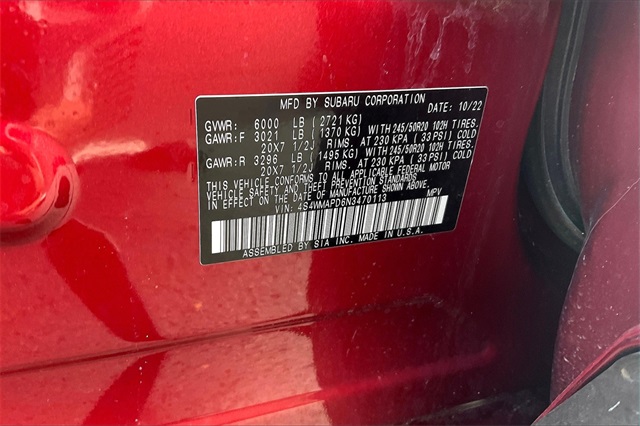 MFD BY SUBARU CORPORATION DATE: 10/22
GVWR: 6000 LB ( 2721 KG)
GAWR:F 3021 LB ( 1370 KG) WITH 245/50R20 102H TIRES.
20X7 1/2J RIMS. AT 230 KPA ( 33 PSI) COLD
GAWR:R 3296 LB ( 1495 KG) WITH 245/50R20 102H TIRES.
20X7 1/2J RIMS. AT 230 KPA ( 33 PSI) COLD
THIS VEHICLE CONFORMS TO ALL APPLICABLE FEDERAL MOTOR
VEHICLE SAFETY AND THEFT PREVENTION STANDARDS
IN EFFECT ON THE DATE OF MANUFACTURE SHOWN ABOVE.
VIN: 4S4WMAPD6N3470113 MPV
ASSEMBLED BY SIA INC. MADE IN U.S.A.